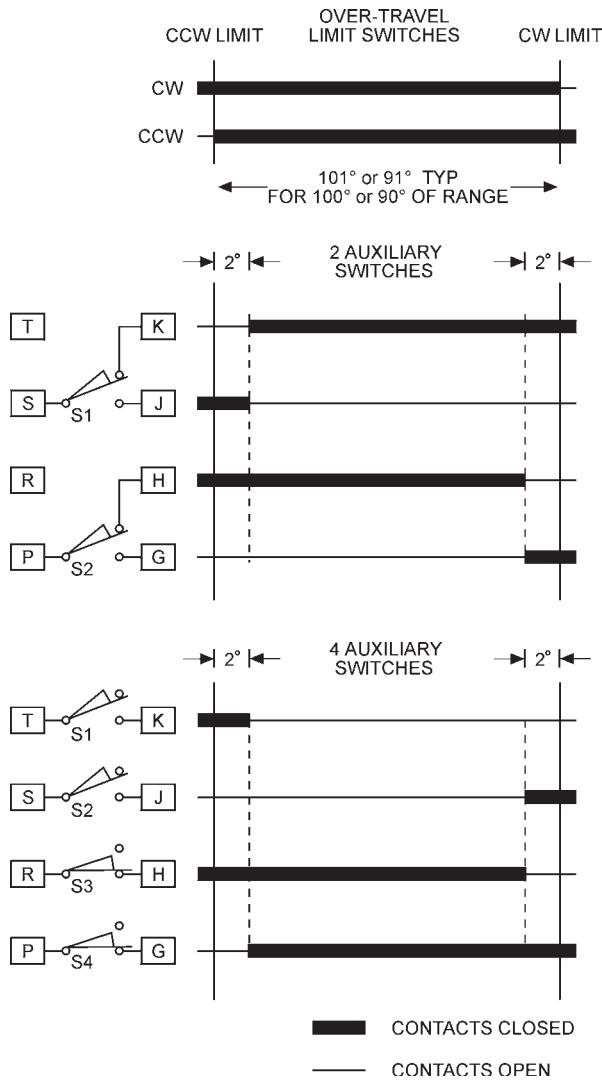 OVER-TRAVEL
CCW LIMIT LIMIT SWITCHES CW LIMIT
CW
CCW
101° or 91° TYP
FOR 100° or 90° OF RANGE
2° 2 AUXILIARY 2°
SWITCHES
T K
S S1 J
R H
P S2 G
2° 4 AUXILIARY 2°
SWITCHES
T S1 K
S S2 J
R S3 H
P S4 G
CONTACTS CLOSED
CONTACTS OPEN